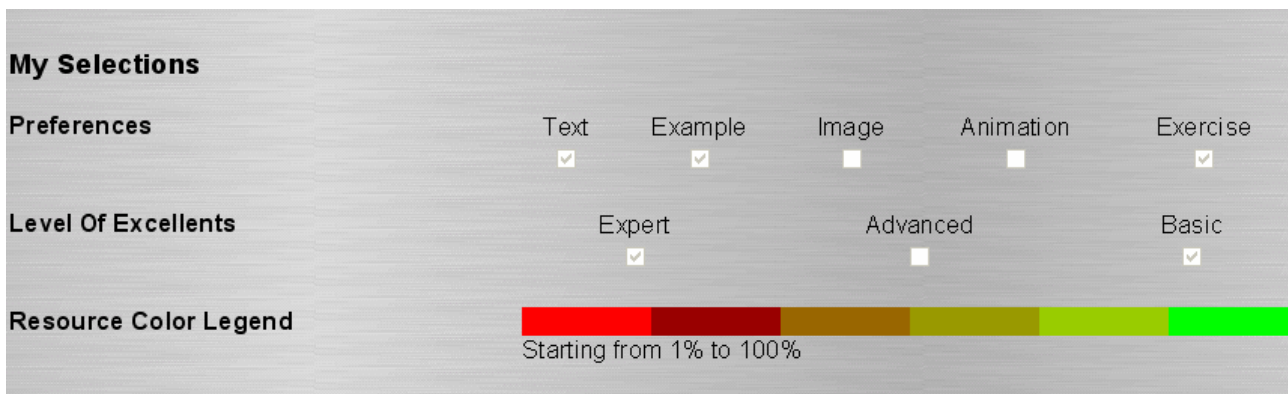 My Selections
Preferences Text Example Image Animation Exercise
Level Of Excellents Expert Advanced Basic
Resource Color Legend
Starting from 1% to 100%